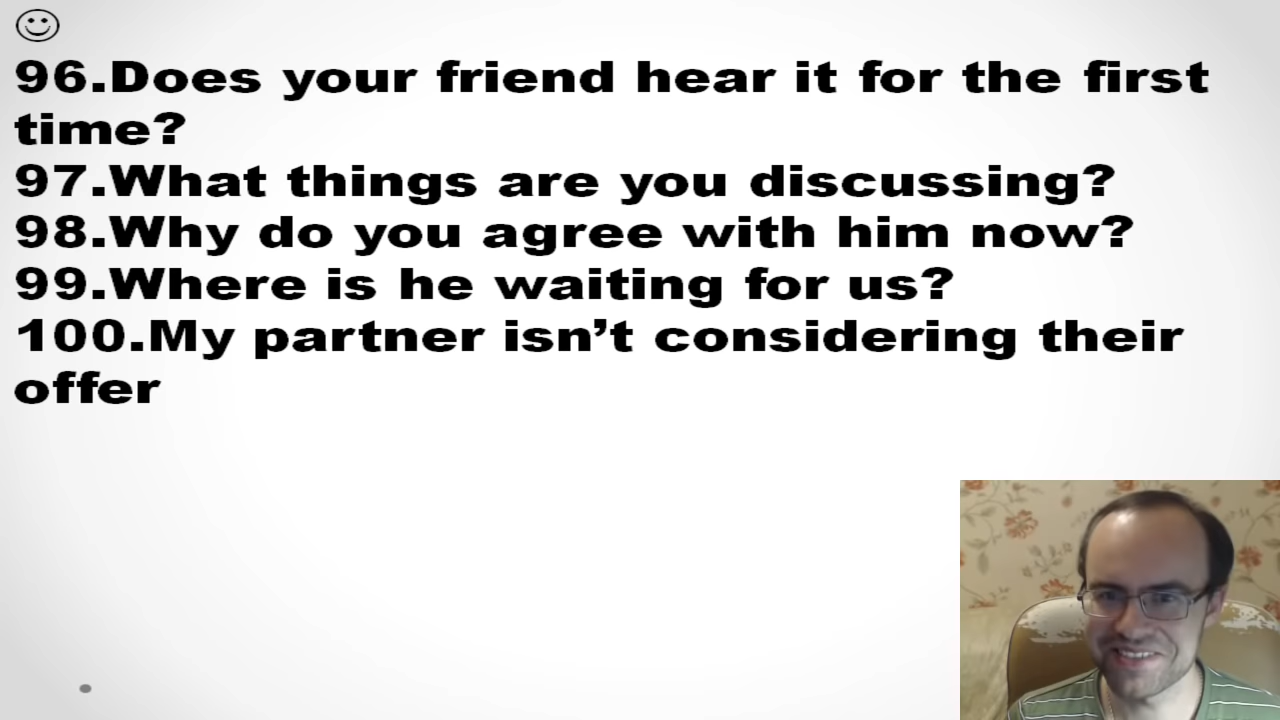 96.Does your friend hear it for the first
time?
97.What things are you discussing?
98.Why do you agree with him now?
99.Where is he waiting for us?
100.My partner isn’t considering their
offer